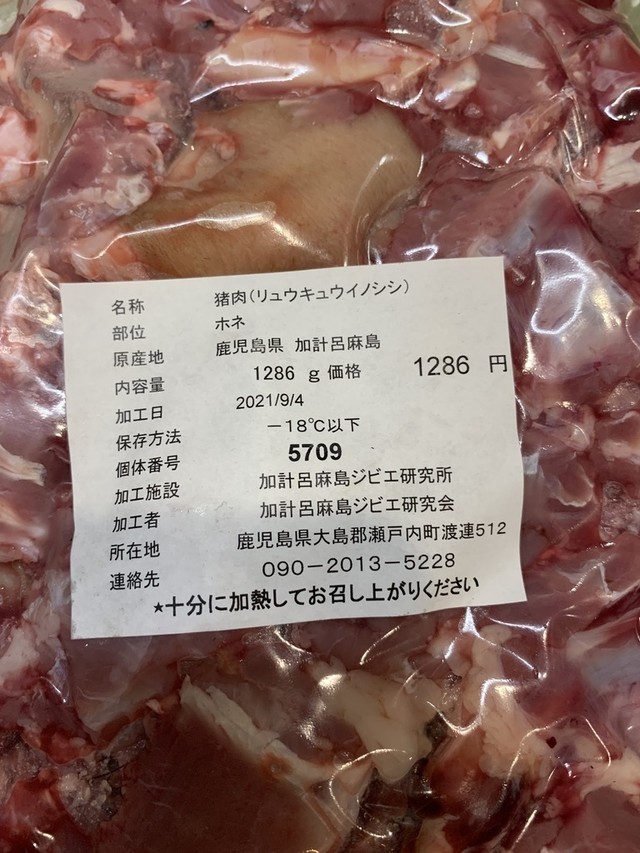 名称 猪肉(リュウキュウイノシシ)
部位 ホネ
原産地 鹿児島県 加計呂麻島
内容量 1286 g 価格 1286 円
加工日 2021/9/4
保存方法 －18℃以下
個体番号 5709
加工施設 加計呂麻島ジビエ研究所
加工者 加計呂麻島ジビエ研究会
所在地 鹿児島県大島郡瀬戸内町渡連512
連絡先 090－2013－5228
★十分に加熱してお召し上がりください